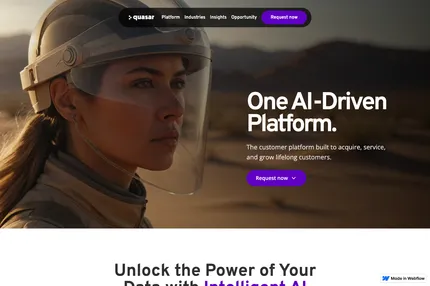 quasar Platform Industries Insights Opportunity Request now
One AI-Driven
Platform.
The customer platform built to acquire, service,
and grow lifelong customers.
Request now
Unlock the Power of Your
Data with Intelligent AI
Made in Webflow